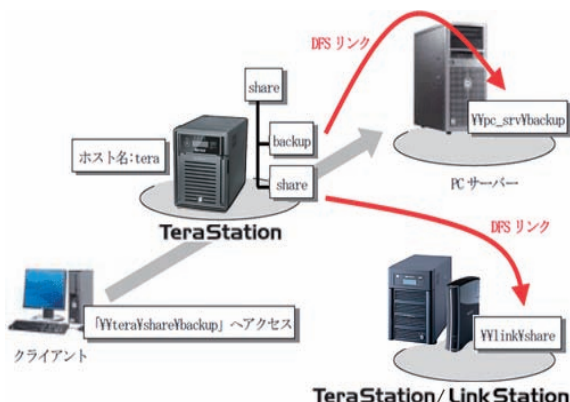 DFS リンク
share
¥¥pc_srv¥backup
backup
ホスト名:tera
share
PC サーバー
TeraStation
DFS リンク
「¥¥tera¥share¥backup」へアクセス
¥¥link¥share
クライアント
TeraStation/LinkStation